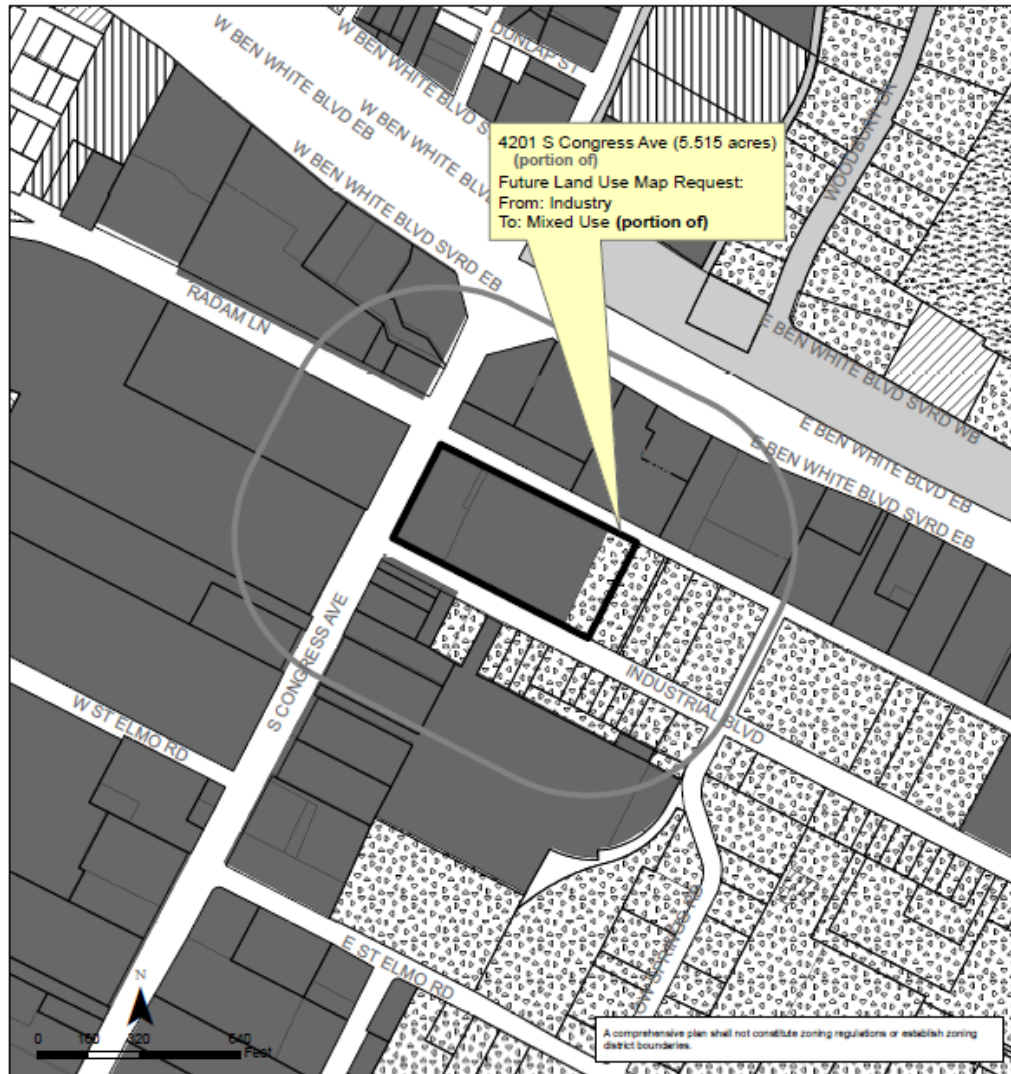 DUNLAP ST
W BEN WHITE BLVD EB
W BEN WHITE BLVD S
W BEN WHITE BLV
W BEN WHITE BLVD SVRD EB
WOODBURY DR
4201 S Congress Ave (5.515 acres)
(portion of)
Future Land Use Map Request:
From: Industry
To: Mixed Use (portion of)
RADAM LN
E BEN WHITE BLVD SVRD WB
E BEN WHITE BLVD EB
E BEN WHITE BLVD SVRD EB
S CONGRESS AVE
INDUSTRIAL BLVD
W ST ELMO RD
E ST ELMO RD
N
0 160 320 640
Feet
A comprehensive plan shall not constitute zoning regulations or establish zoning
district boundaries.